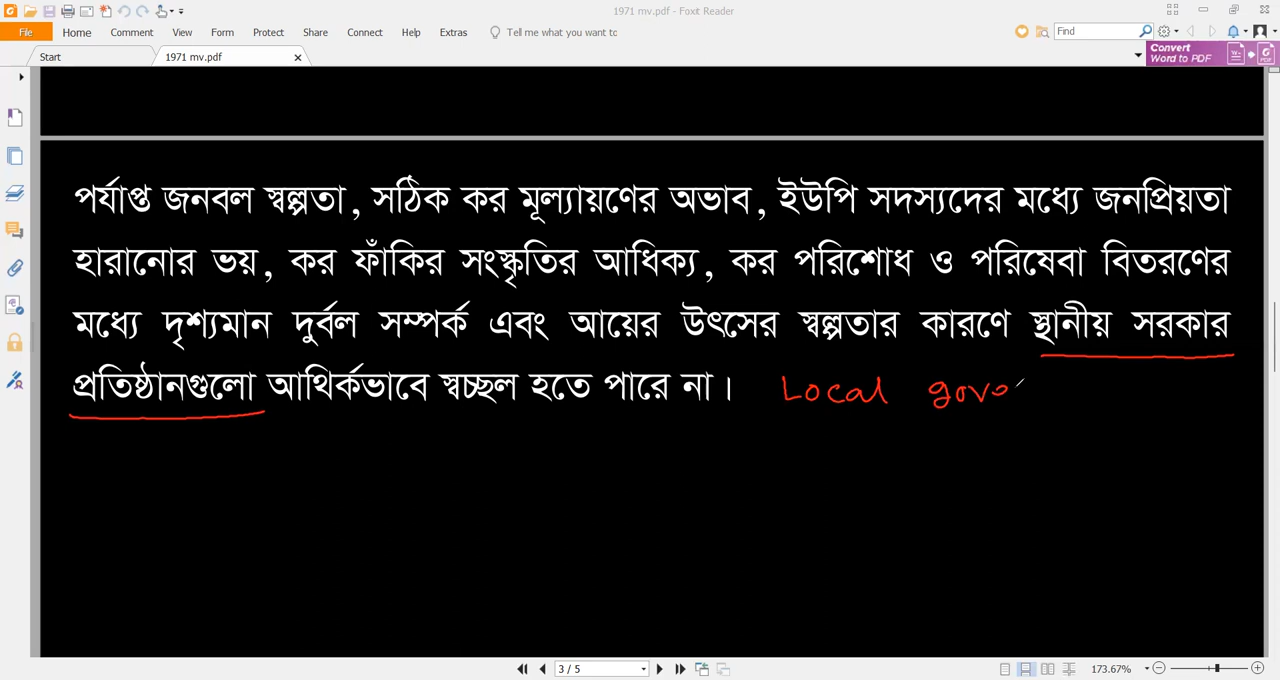 1971 mv.pdf - Foxit Reader
File Home Comment View Form Protect Share Connect Help Extras Tell me what you want to Find
Start 1971 mv.pdf
Convert
Word to PDF
পর্যাপ্ত জনবল স্বল্পতা, সঠিক কর মূল্যায়ণের অভাব, ইউপি সদস্যদের মধ্যে জনপ্রিয়তা
হারানোর ভয়, কর ফাঁকির সংস্কৃতির আধিক্য, কর পরিশোধ ও পরিষেবা বিতরণের
মধ্যে দৃশ্যমান দুর্বল সম্পর্ক এবং আয়ের উৎসের স্বল্পতার কারণে স্থানীয় সরকার
প্রতিষ্ঠানগুলো আর্থিকভাবে স্বচ্ছল হতে পারে না। Local govo
3 / 5 173.67%